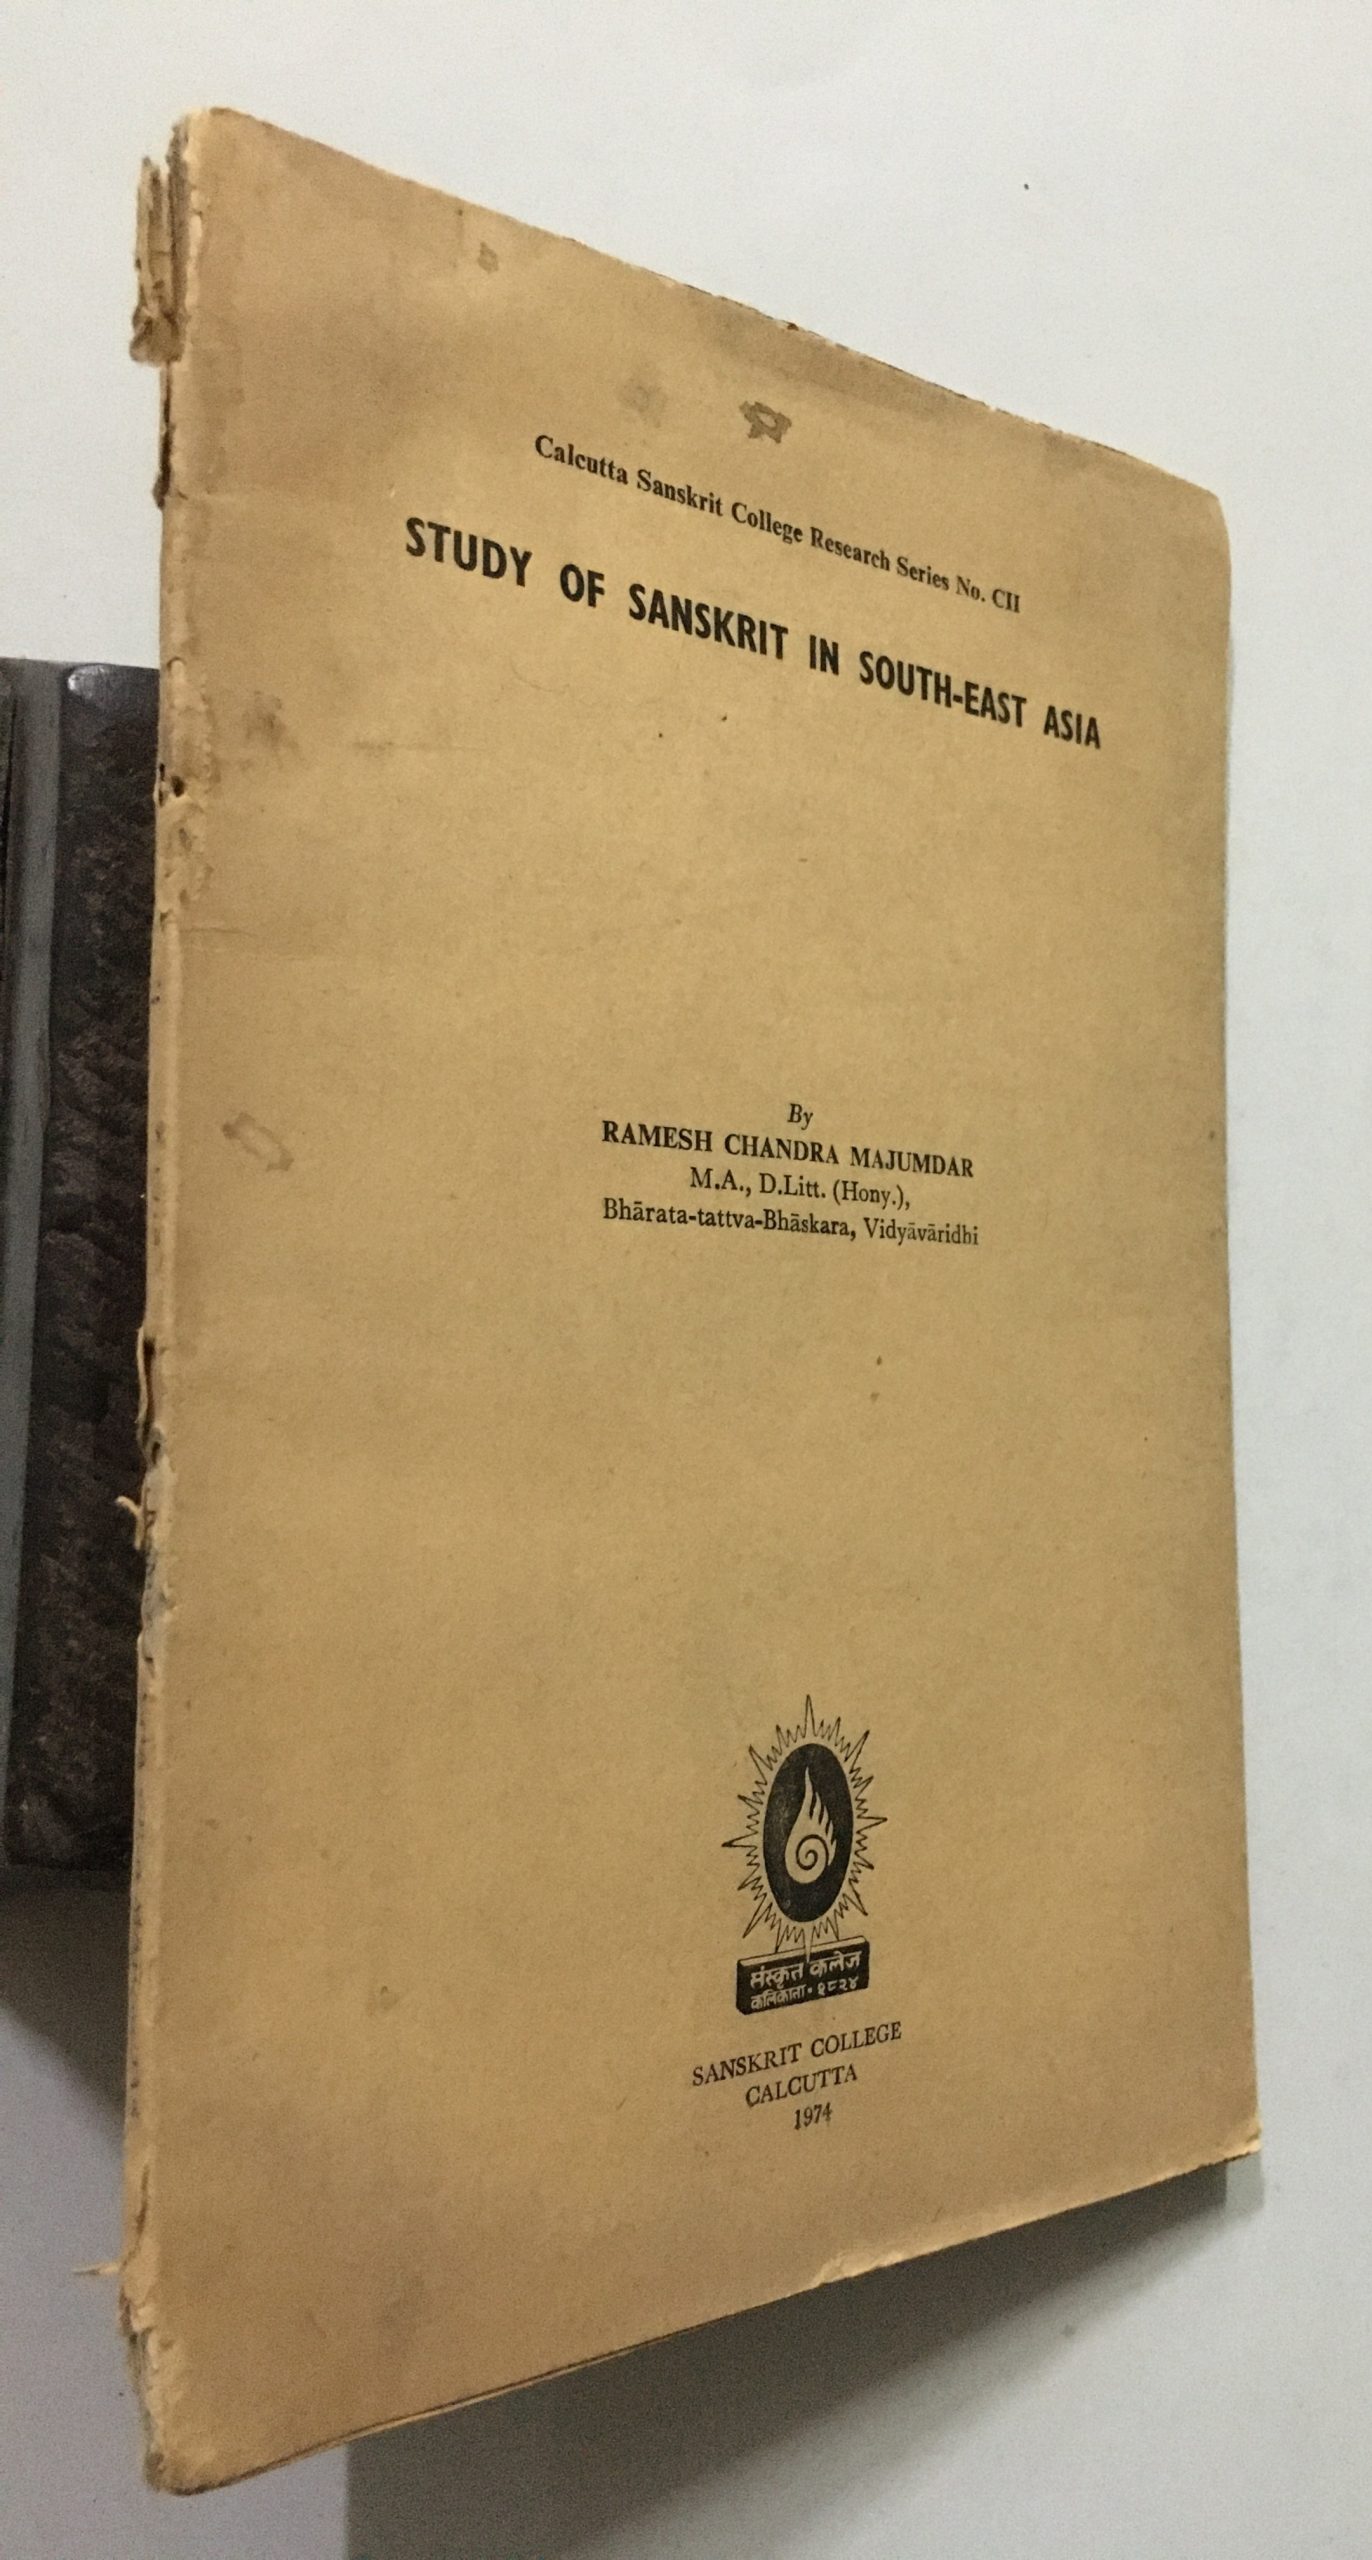 Calcutta Sanskrit College Research Series No. CII
STUDY OF SANSKRIT IN SOUTH-EAST ASIA
By
RAMESH CHANDRA MAJUMDAR
M.A., D.Litt. (Hony.),
Bhārata-tattva-Bhāskara, Vidyāvāridhi
संस्कृत कलेज
कलिकाता • १८२४
SANSKRIT COLLEGE
CALCUTTA
1974